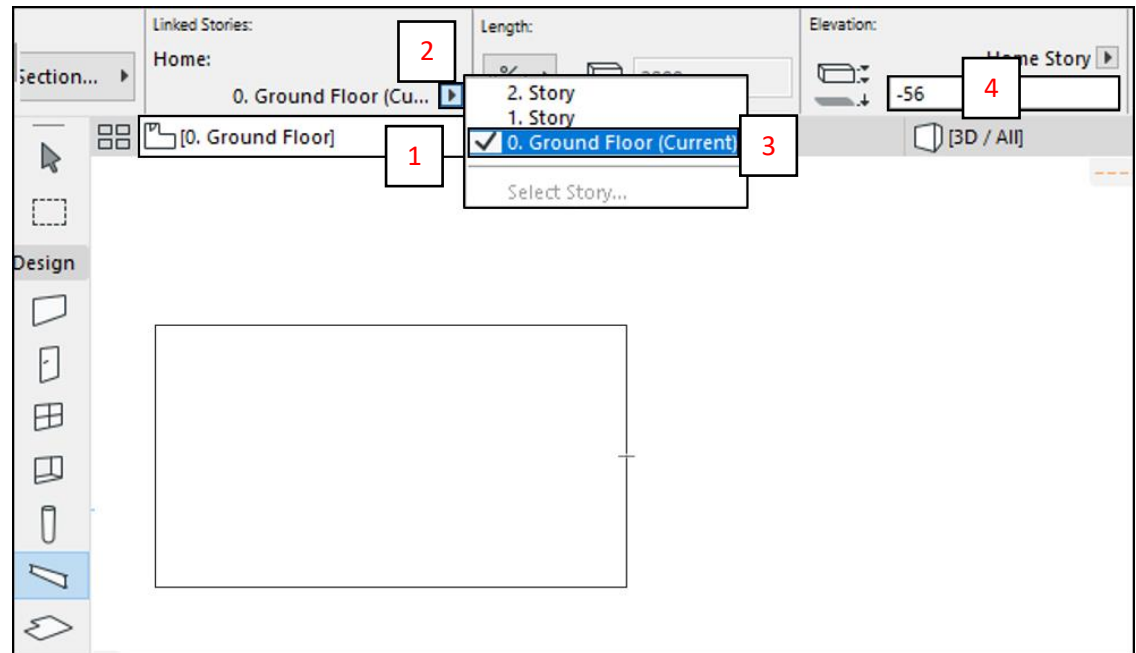 Linked Stories:
Length:
Elevation:
Home:
2
Home Story
Section...
0. Ground Floor (Cu...
2. Story
-56
4
1. Story
[0. Ground Floor]
1
0. Ground Floor (Current)
3
[3D / All]
Select Story...
Design